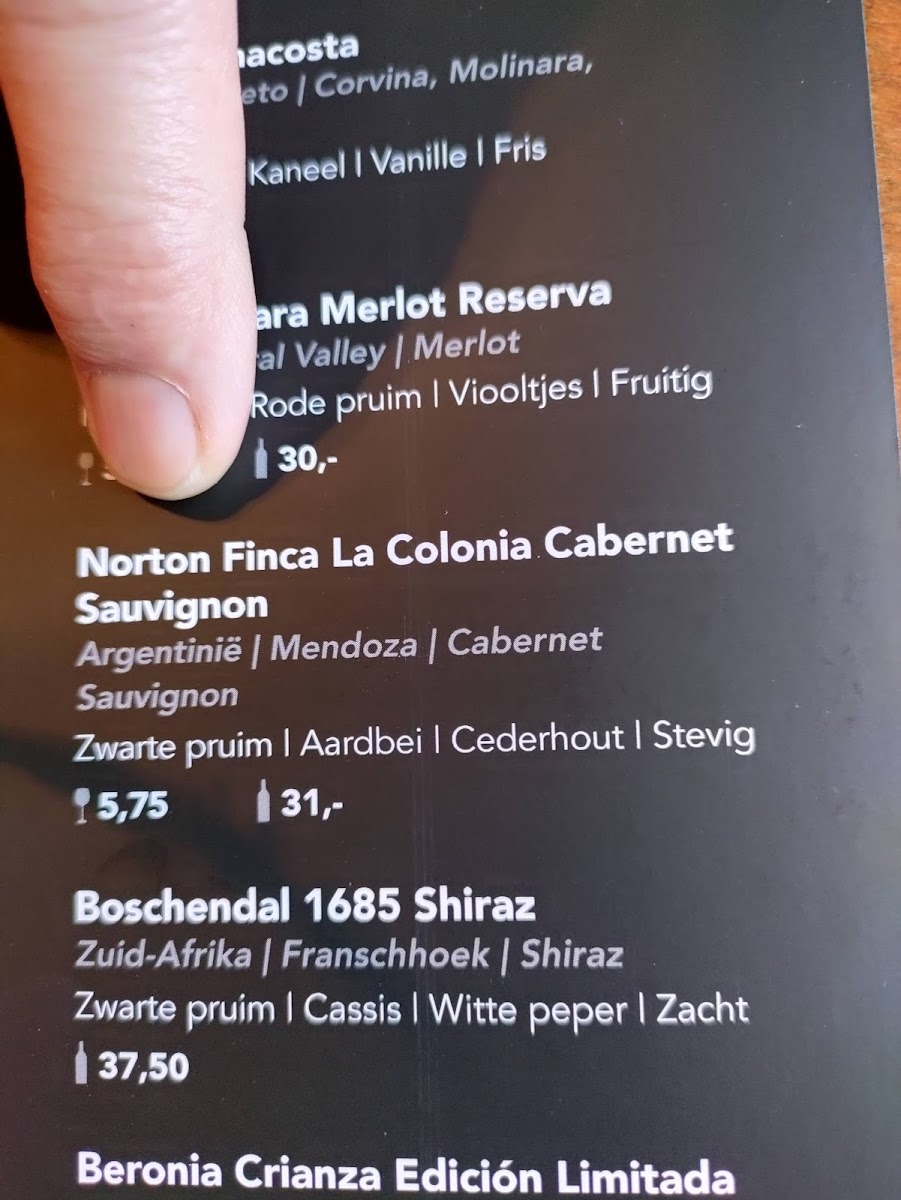 nacosta
eto | Corvina, Molinara,
Kaneel | Vanille | Fris
ara Merlot Reserva
ral Valley | Merlot
Rode pruim | Viooltjes | Fruitig
30,-
Norton Finca La Colonia Cabernet
Sauvignon
Argentinië | Mendoza | Cabernet
Sauvignon
Zwarte pruim | Aardbei | Cederhout | Stevig
5,75 31,-
Boschendal 1685 Shiraz
Zuid-Afrika | Franschhoek | Shiraz
Zwarte pruim | Cassis | Witte peper | Zacht
37,50
Beronia Crianza Edición Limitada